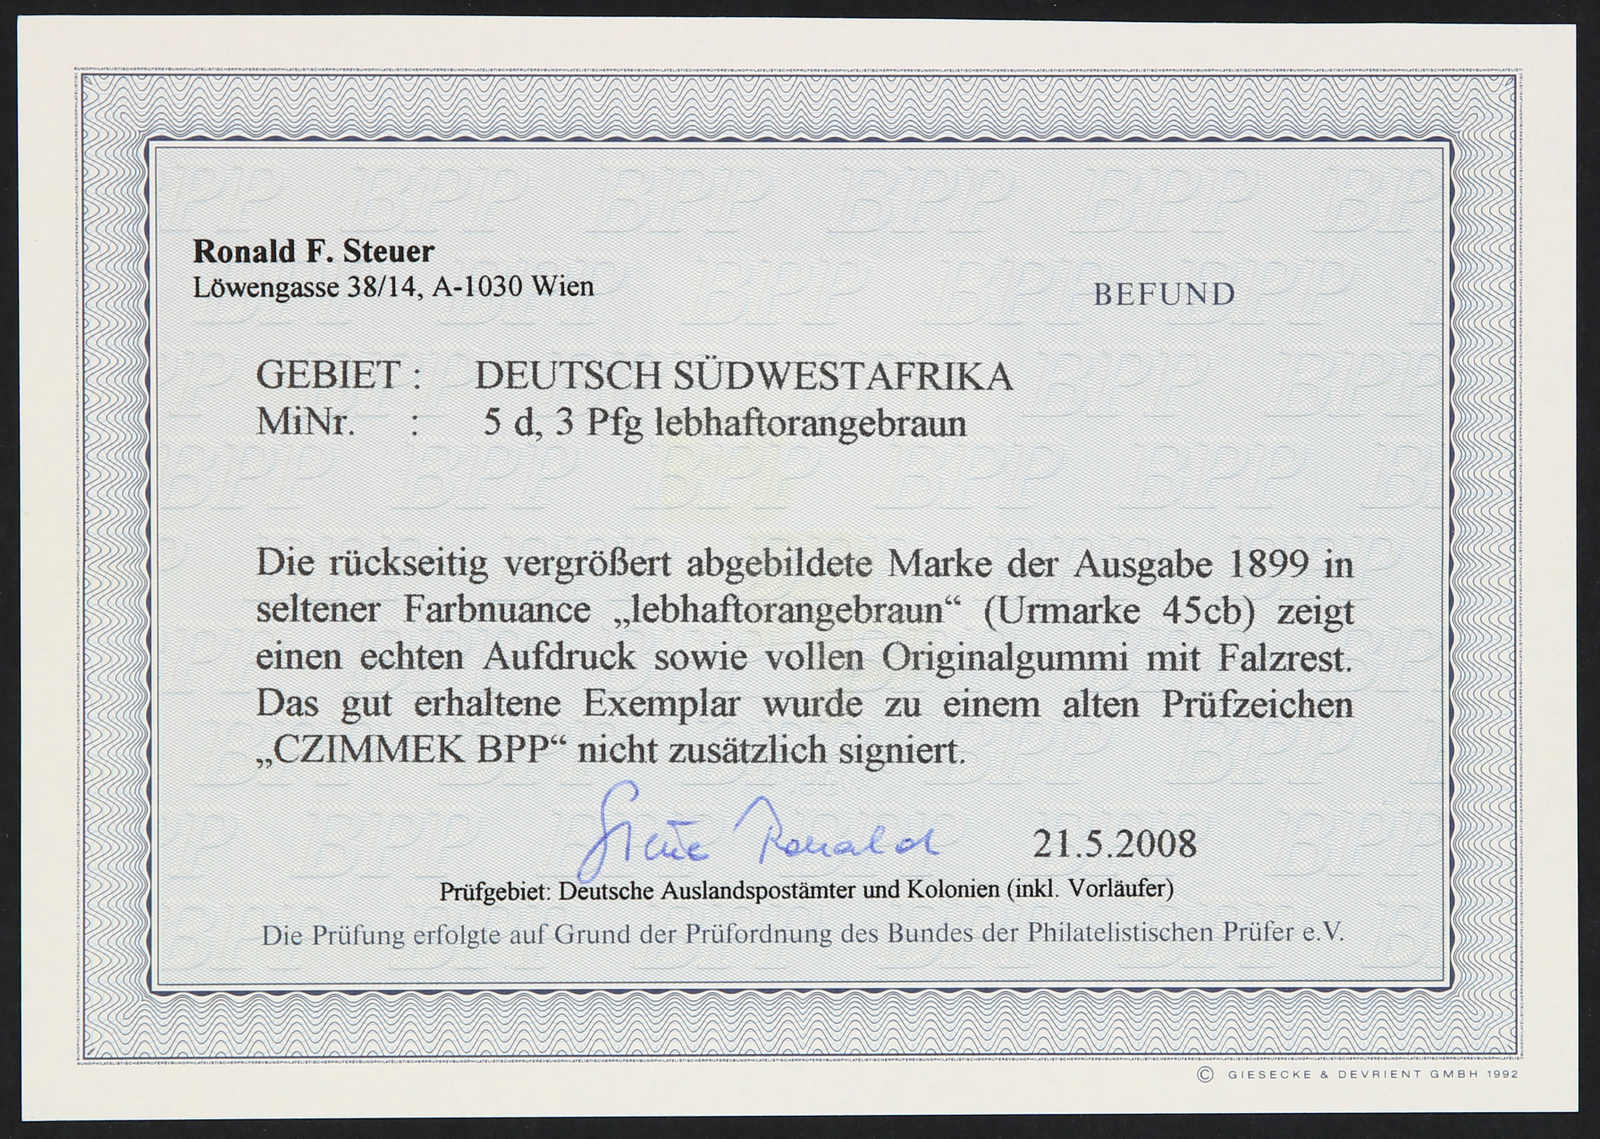 Ronald F. Steuer
Löwengasse 38/14, A-1030 Wien
BEFUND
GEBIET : DEUTSCH SÜDWESTAFRIKA
MiNr. : 5 d, 3 Pfg lebhaftorangebraun
Die rückseitig vergrößert abgebildete Marke der Ausgabe 1899 in
seltener Farbnuance „lebhaftorangebraun“ (Urmarke 45cb) zeigt
einen echten Aufdruck sowie vollen Originalgummi mit Falzrest.
Das gut erhaltene Exemplar wurde zu einem alten Prüfzeichen
„CZIMMEK BPP“ nicht zusätzlich signiert.
Steuer Ronald 21.5.2008
Prüfgebiet: Deutsche Auslandspostämter und Kolonien (inkl. Vorläufer)
Die Prüfung erfolgte auf Grund der Prüfordnung des Bundes der Philatelistischen Prüfer e.V.
© GIESECKE & DEVRIENT GMBH 1992